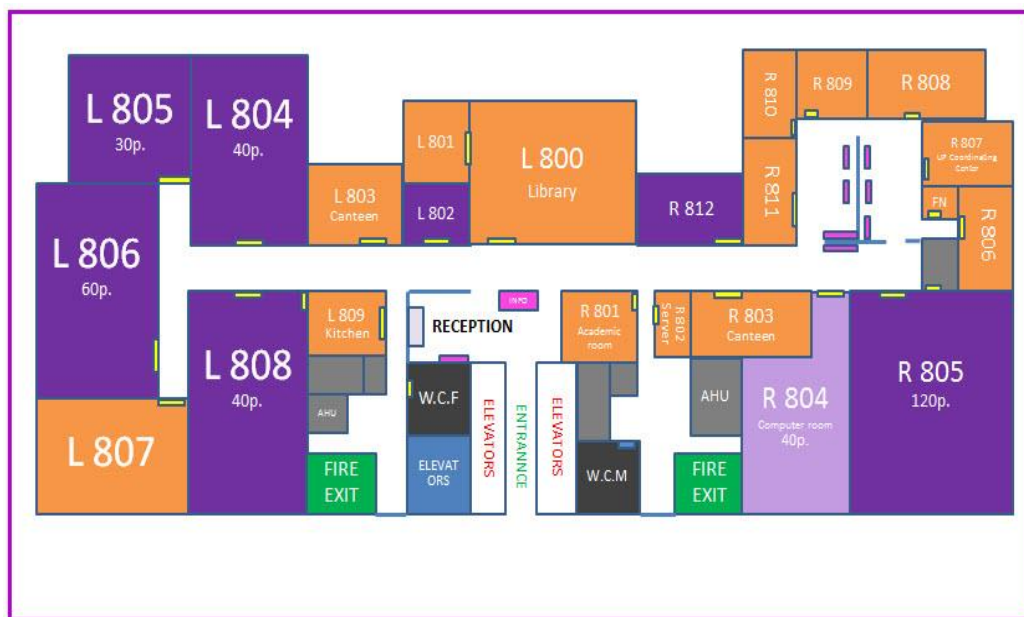 L 805
30p.
L 804
40p.
L 801
L 800
Library
L 803
Canteen
L 802
R 812
R 810
R 809
R 808
R 811
R 807
UP Coordinating
Center
FN
R 806
L 806
60p.
L 808
40p.
L 809
Kitchen
AHU
L 807
FIRE
EXIT
RECEPTION
INFO
W.C.F
ELEVAT
ORS
ELEVATORS
ENTRANNCE
ELEVATORS
R 801
Academic
room
W.C.M
R 802
Server
R 803
Canteen
AHU
FIRE
EXIT
R 804
Computer room
40p.
R 805
120p.